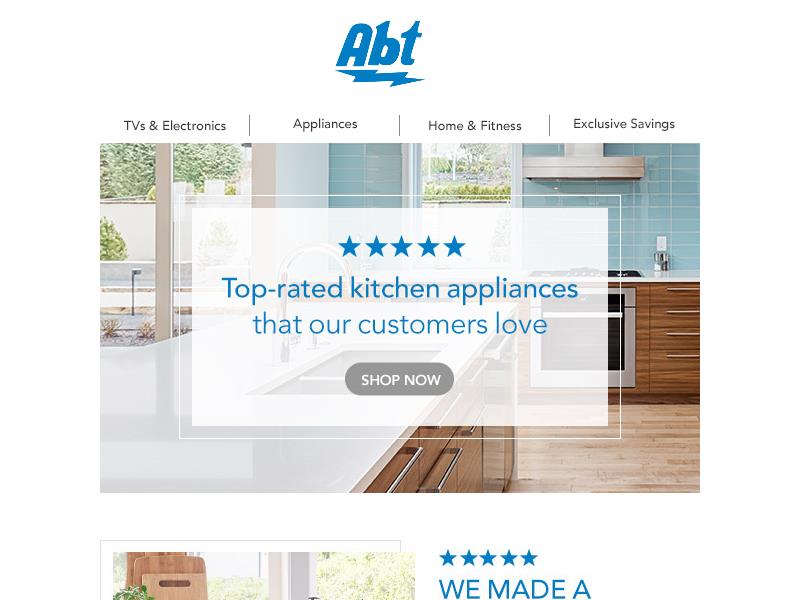 Abt
TVs & Electronics
Appliances
Home & Fitness
Exclusive Savings
Top-rated kitchen appliances
that our customers love
SHOP NOW
WE MADE A